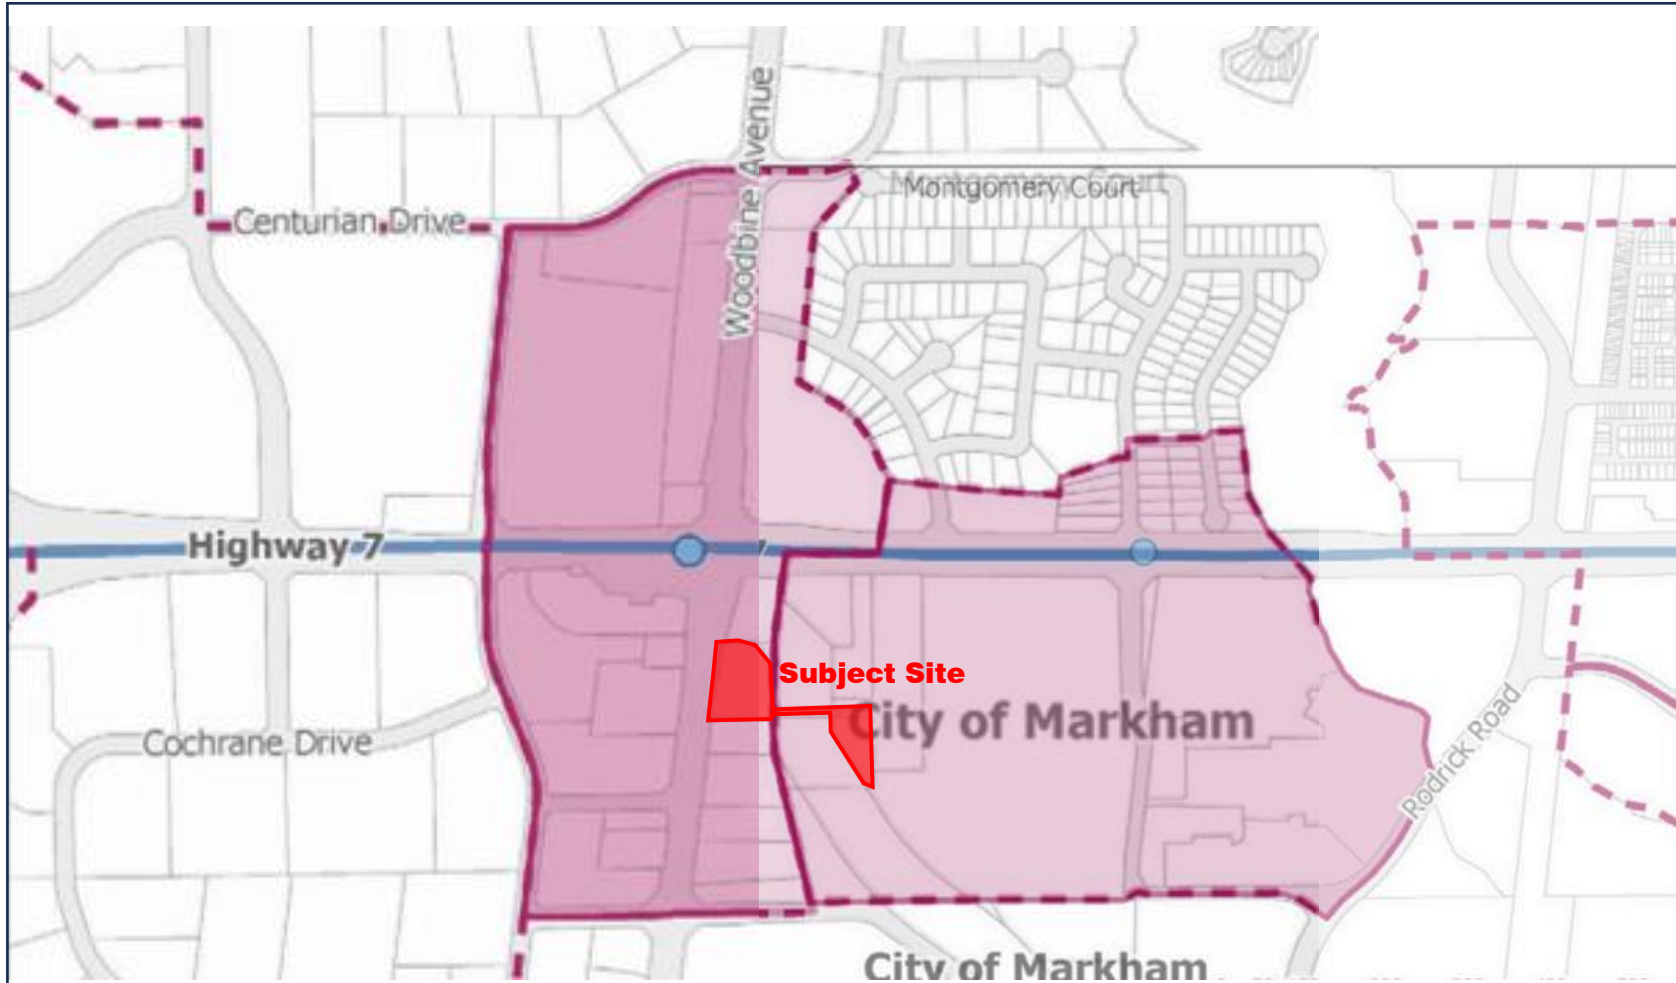 Woodbine Avenue
Montgomery Court
Centurian Drive
Highway 7
7
Subject Site
City of Markham
Cochrane Drive
Rodrick Road
City of Markham